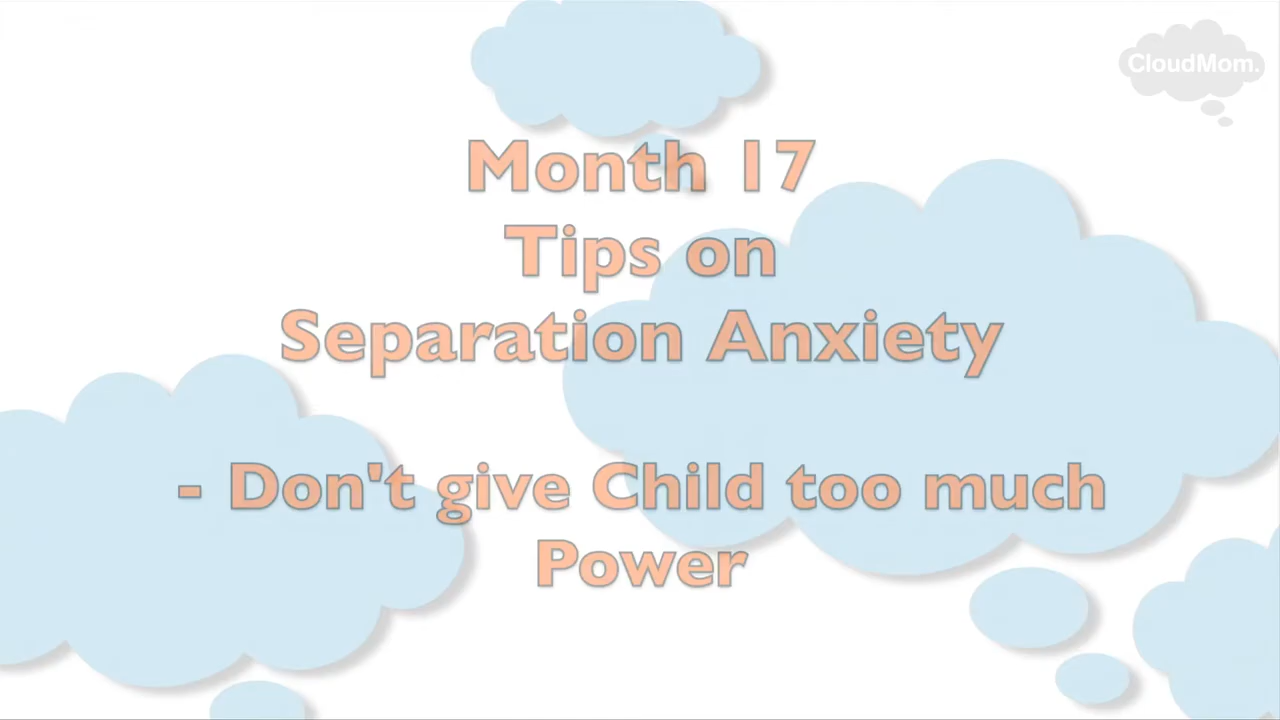 CloudMom.
Month 17
Tips on
Separation Anxiety
- Don't give Child too much
Power